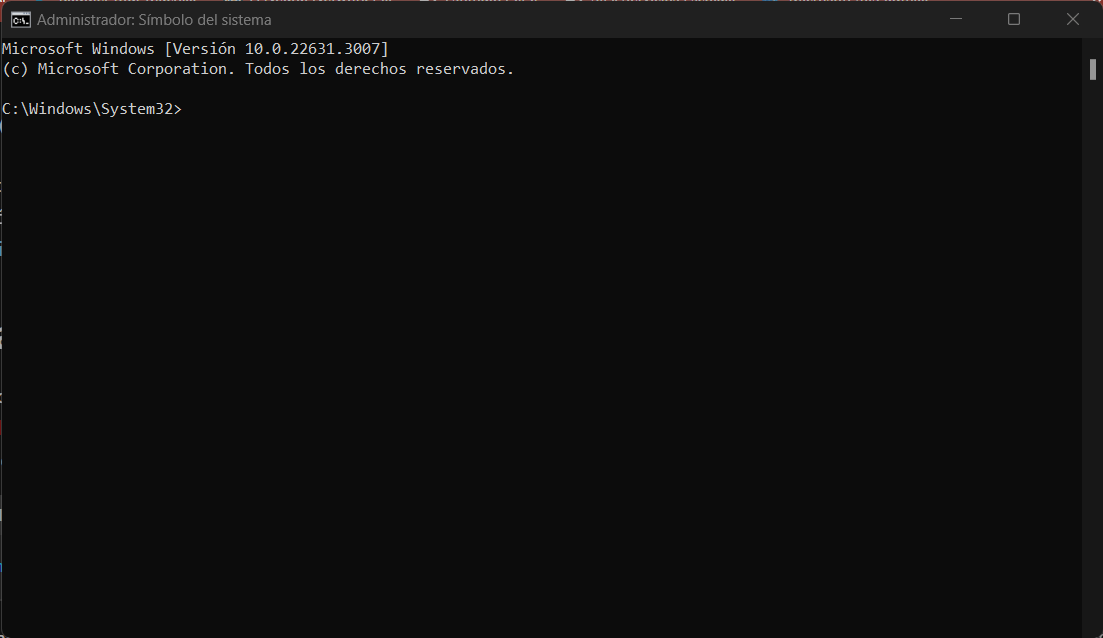 Administrador: Símbolo del sistema
Microsoft Windows [Versión 10.0.22631.3007]
(c) Microsoft Corporation. Todos los derechos reservados.
C:\Windows\System32>